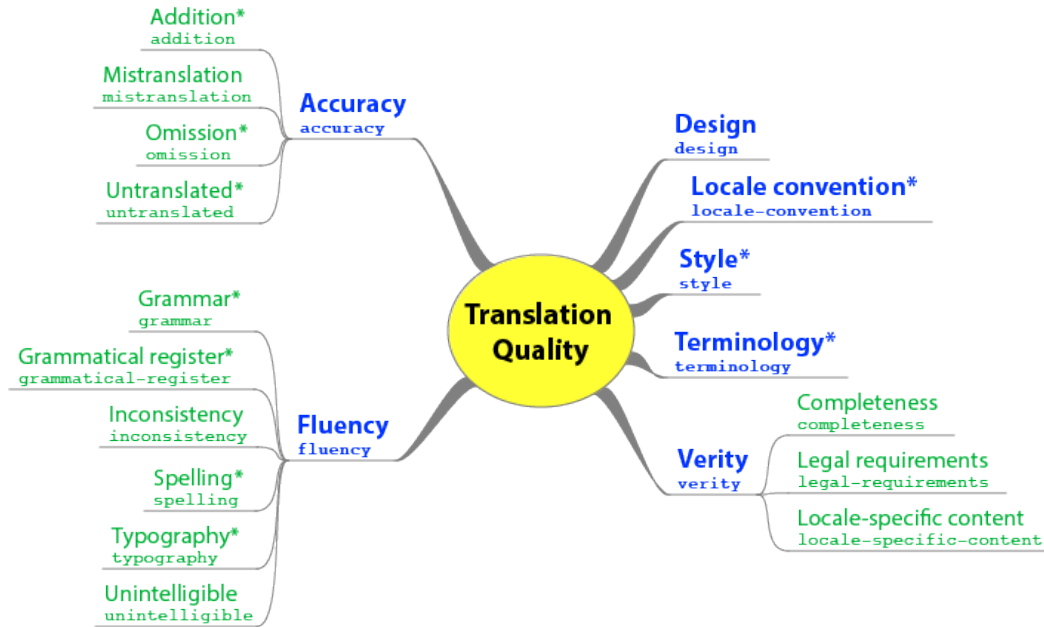 Addition*
addition
Mistranslation
mistranslation
Omission*
omission
Untranslated*
untranslated
Accuracy
accuracy
Grammar*
grammar
Grammatical register*
grammatical-register
Inconsistency
inconsistency
Spelling*
spelling
Typography*
typography
Unintelligible
unintelligible
Fluency
fluency
Translation
Quality
Design
design
Locale convention*
locale-convention
Style*
style
Terminology*
terminology
Verity
verity
Completeness
completeness
Legal requirements
legal-requirements
Locale-specific content
locale-specific-content